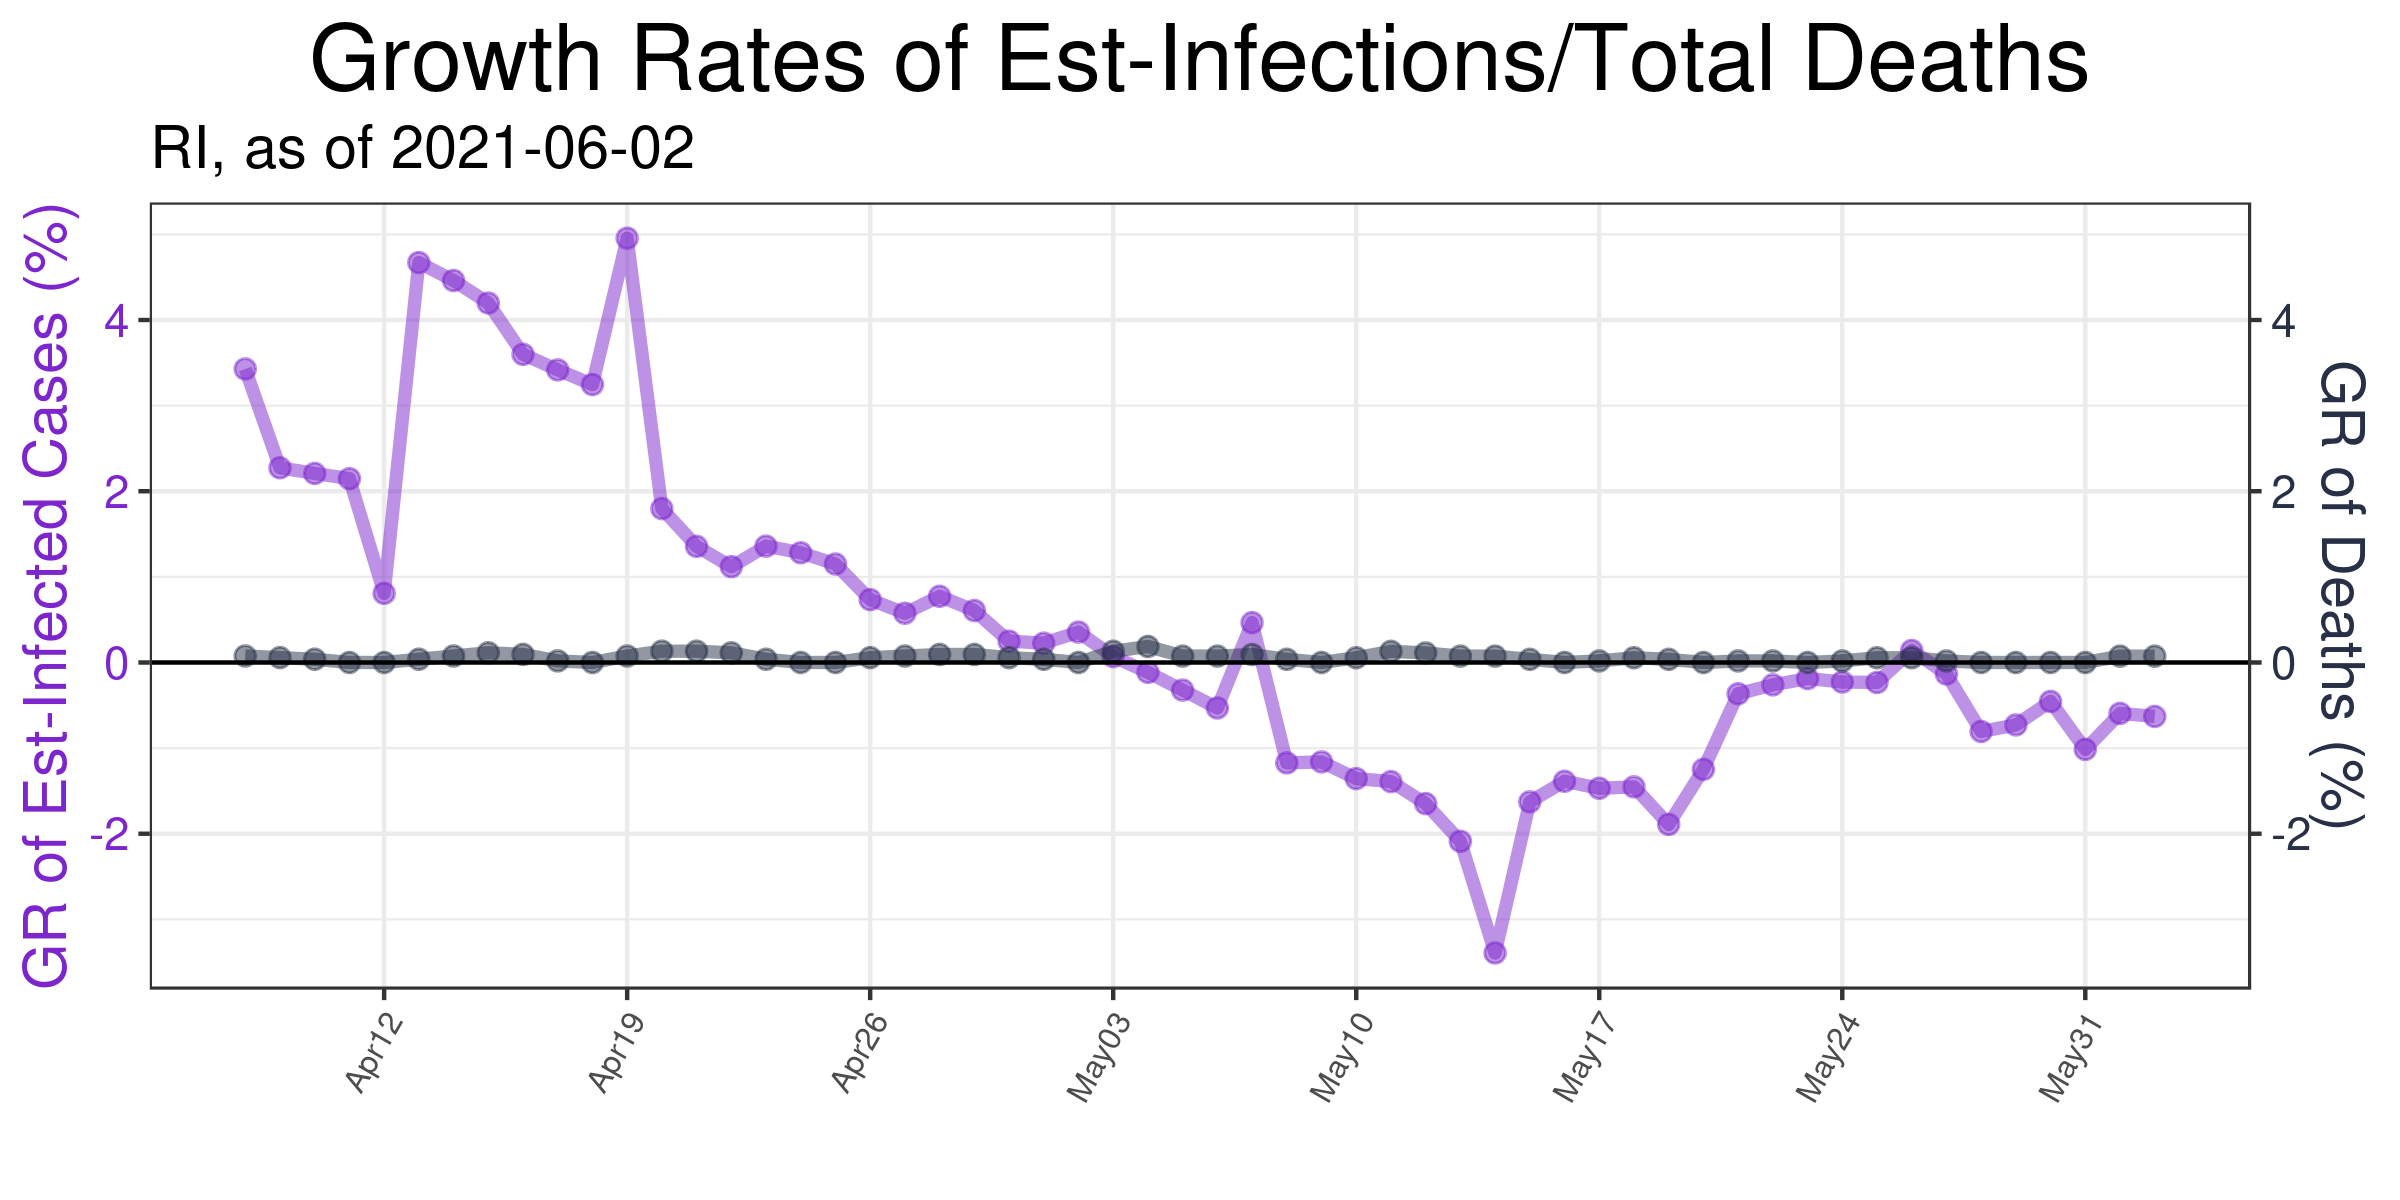 Growth Rates of Est-Infections/Total Deaths
RI, as of 2021-06-02
GR of Est-Infected Cases (%)
4
2
0
-2
4
2
0
-2
GR of Deaths (%)
Apr12
Apr19
Apr26
May03
May10
May17
May24
May31